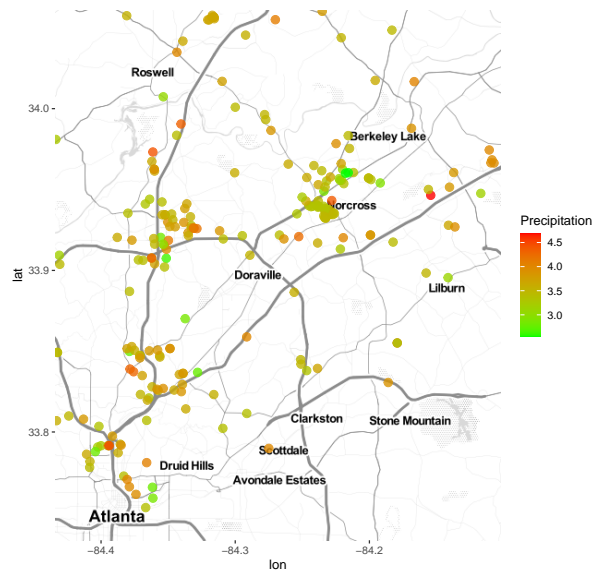 Roswell
34.0
Berkeley Lake
Norcross
Precipitation
4.5
4.0
3.5
3.0
lat
33.9
Doraville
Lilburn
33.8
Clarkston
Stone Mountain
Scottdale
Druid Hills
Avondale Estates
Atlanta
−84.4 −84.3 −84.2
lon